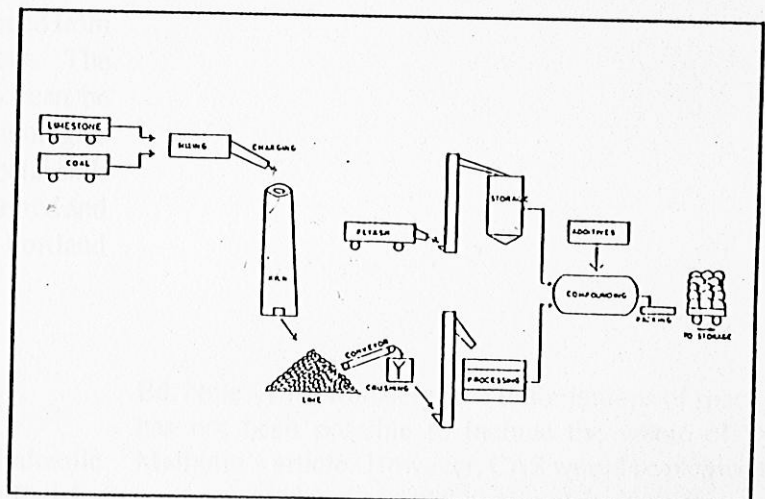 LIMESTONE
COAL
MIXING
CHARGING
KILN
FLYASH
STORAGE
ADDITIVES
COMPOUNDING
PACKING
TO STORAGE
CONVEYOR
LIME
CRUSHING
PROCESSING